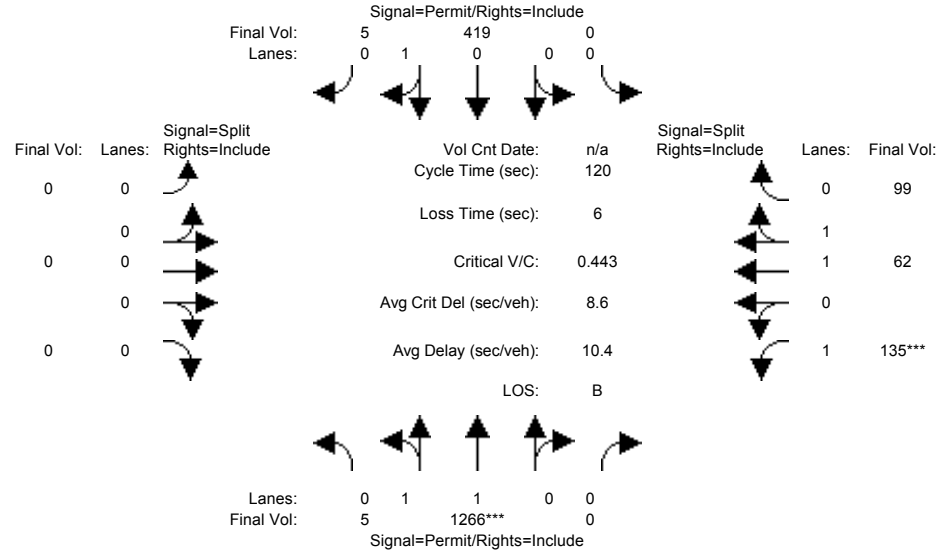 Signal=Permit/Rights=Include
Final Vol: 5 419 0
Lanes: 0 1 0 0 0
Signal=Split
Final Vol: Lanes: Rights=Include
Vol Cnt Date: n/a
Signal=Split
Rights=Include Lanes: Final Vol:
Cycle Time (sec): 120
0 0
0 99
Loss Time (sec): 6
0
1
0 0
Critical V/C: 0.443
1 62
0
Avg Crit Del (sec/veh): 8.6
0
0 0
Avg Delay (sec/veh): 10.4
1 135***
LOS: B
Lanes: 0 1 1 0 0
Final Vol: 5 1266*** 0
Signal=Permit/Rights=Include